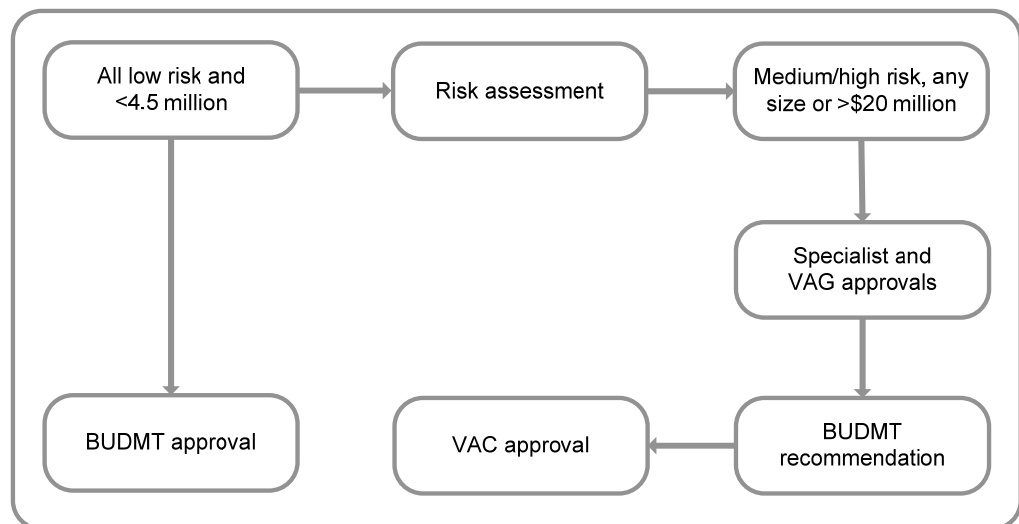 All low risk and
<4.5 million
Risk assessment
Medium/high risk, any
size or >$20 million
Specialist and
VAG approvals
BUDMT approval
VAC approval
BUDMT
recommendation